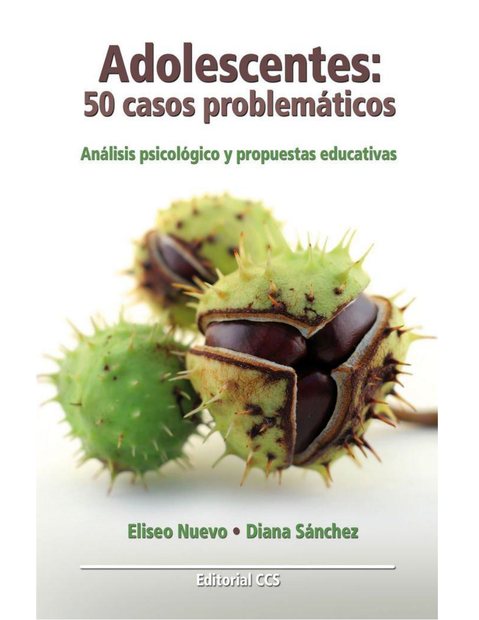 Adolescentes:
50 casos problemáticos
Análisis psicológico y propuestas educativas
Eliseo Nuevo • Diana Sánchez
Editorial CCS